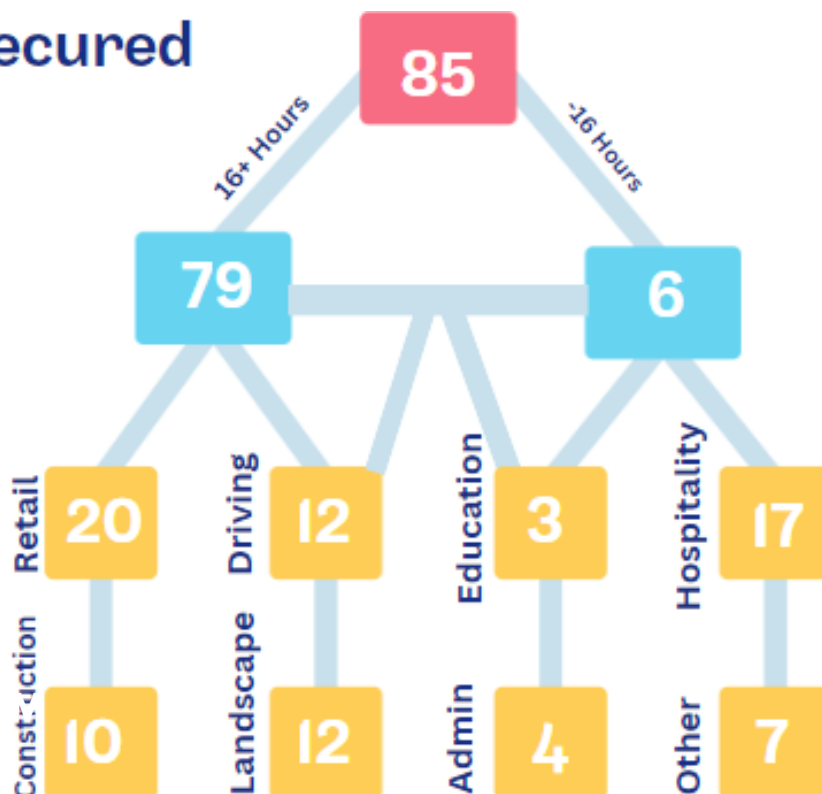 ecured
85
16+ Hours
-16 Hours
79
6
Retail
20
Driving
12
Education
3
Hospitality
17
Construction
10
Landscape
12
Admin
4
Other
7